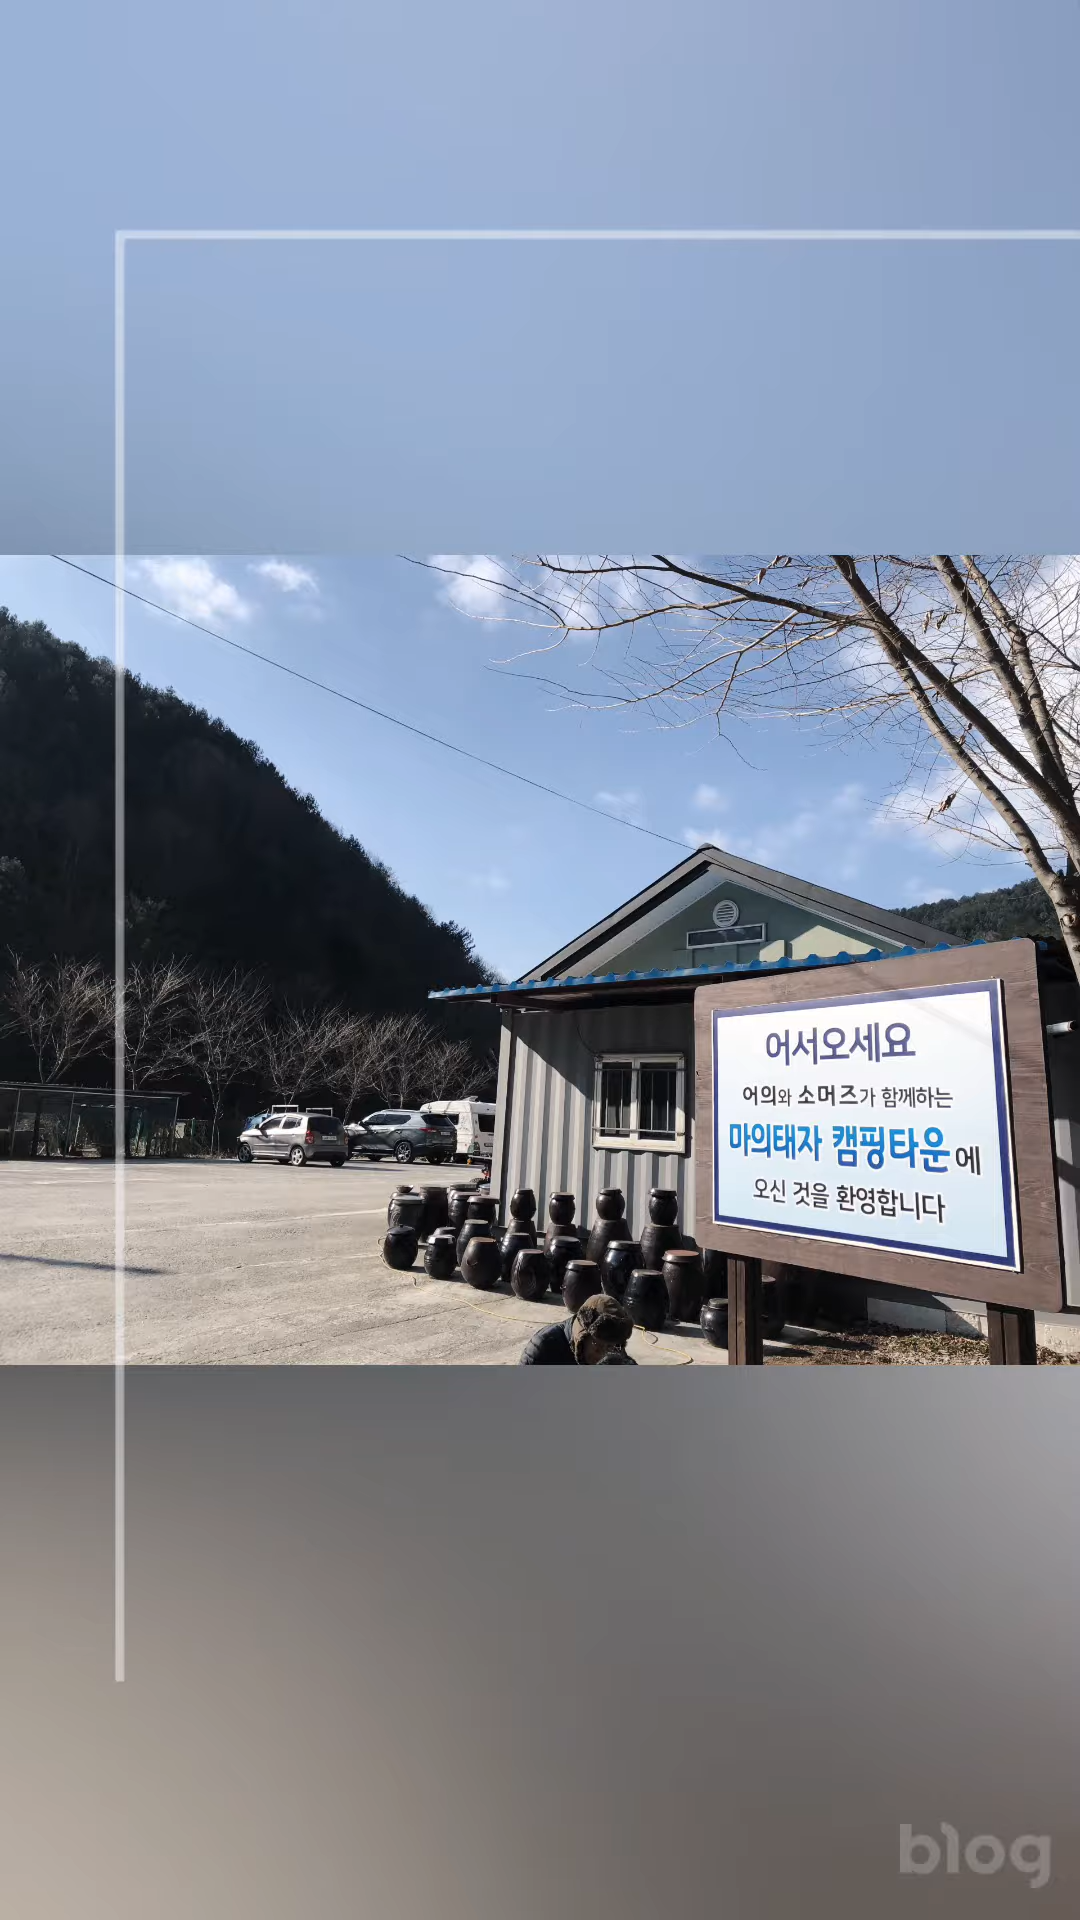 어서오세요
어의와 소머즈가 함께하는
마의태자 캠핑타운에
오신 것을 환영합니다
blog